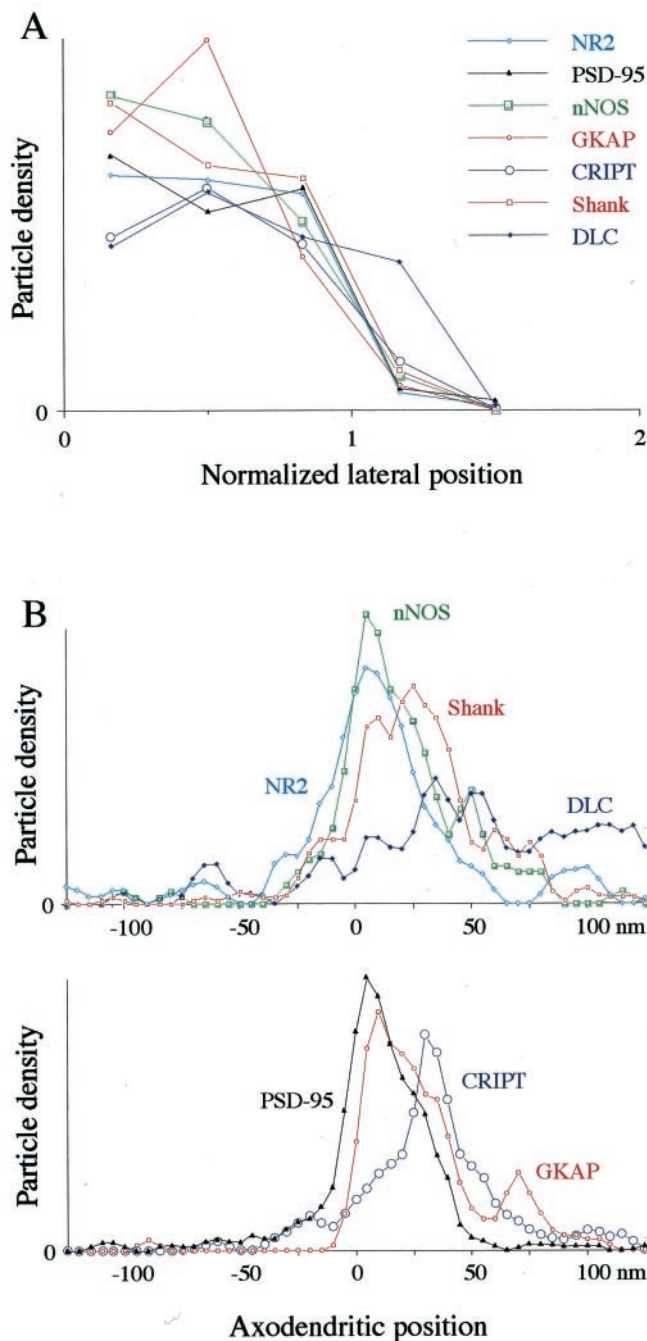 A
Particle density
NR2
PSD-95
nNOS
GKAP
CRIPT
Shank
DLC
0
0 1 2
Normalized lateral position
B
Particle density
nNOS
Shank
NR2
DLC
0
-100 -50 0 50 100 nm
Particle density
PSD-95
CRIPT
GKAP
0
-100 -50 0 50 100 nm
Axodendritic position